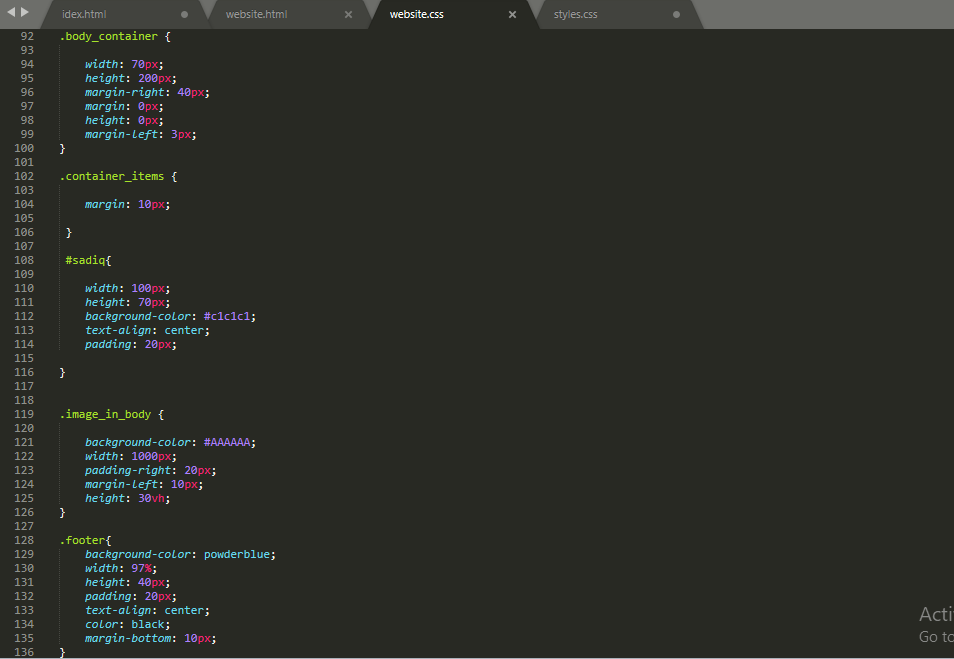 idex.html website.html website.css styles.css
92 .body_container {
93
94 width: 70px;
95 height: 200px;
96 margin-right: 40px;
97 margin: 0px;
98 height: 0px;
99 margin-left: 3px;
100 }
101
102 .container_items {
103
104 margin: 10px;
105
106 }
107
108 #sadiq{
109
110 width: 100px;
111 height: 70px;
112 background-color: #c1c1c1;
113 text-align: center;
114 padding: 20px;
115
116 }
117
118
119 .image_in_body {
120
121 background-color: #AAAAAA;
122 width: 1000px;
123 padding-right: 20px;
124 margin-left: 10px;
125 height: 30vh;
126 }
127
128 .footer{
129 background-color: powderblue;
130 width: 97%;
131 height: 40px;
132 padding: 20px;
133 text-align: center;
134 color: black;
135 margin-bottom: 10px;
136 }
Acti
Go to